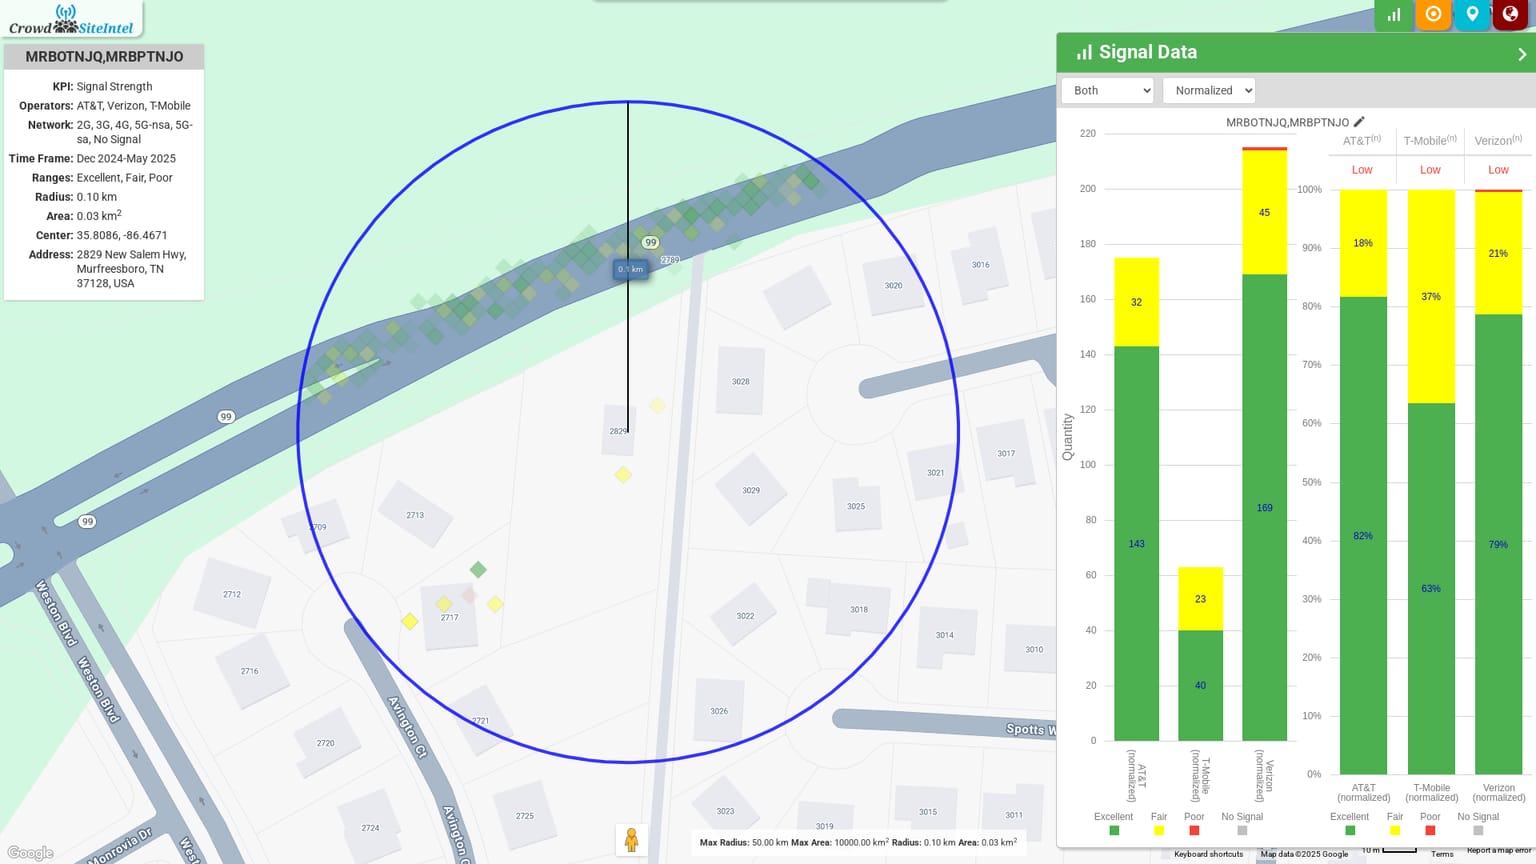 CrowdSiteIntel
MRBOTNJQ,MRBPTNJO
KPI: Signal Strength
Operators: AT&T, Verizon, T-Mobile
Network: 2G, 3G, 4G, 5G-nsa, 5G-
sa, No Signal
Time Frame: Dec 2024-May 2025
Ranges: Excellent, Fair, Poor
Radius: 0.10 km
Area: 0.03 km²
Center: 35.8086, -86.4671
Address: 2829 New Salem Hwy,
Murfreesboro, TN
37128, USA
99
2789
0.1 km
3016
3020
3028
99
2829
3017
3021
3029
3025
99
2713
2709
2712
2717
3022
3018
3014
3010
2716
3026
2721
2720
Weston Blvd
Weston Blvd
Avington Ct
Spotts W
2725
2724
3023
3019
3015
3011
Monrovia Dr
West
Avington C
Google
Max Radius: 50.00 km Max Area: 10000.00 km² Radius: 0.10 km Area: 0.03 km²
Signal Data
Both
Normalized
MRBOTNJQ,MRBPTNJO
220
200
180
160
140
120
100
80
60
40
20
0
Quantity
32
143
23
40
45
169
AT&T
(normalized)
T-Mobile
(normalized)
Verizon
(normalized)
Excellent
Fair
Poor
No Signal
AT&T(n)
T-Mobile(n)
Verizon(n)
Low
Low
Low
100%
90%
80%
70%
60%
50%
40%
30%
20%
10%
0%
18%
82%
37%
63%
21%
79%
AT&T
(normalized)
T-Mobile
(normalized)
Verizon
(normalized)
Excellent
Fair
Poor
No Signal
Keyboard shortcuts
Map data ©2025 Google
10 m
Terms
Report a map error